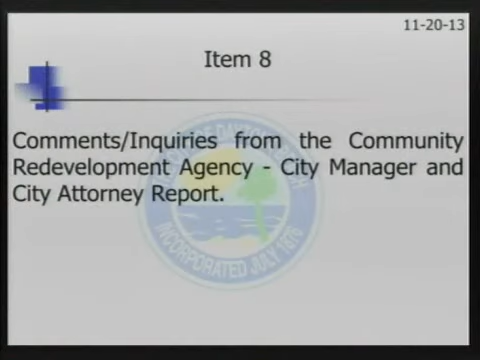 11-20-13
Item 8
Comments/Inquiries from the Community
Redevelopment Agency - City Manager and
City Attorney Report.
INCORPORATED JULY 1876